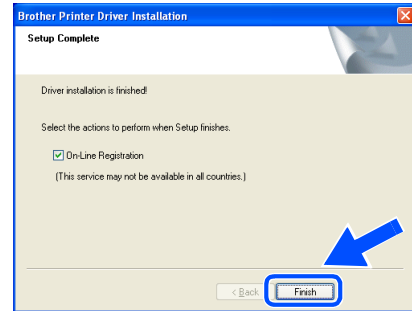 Brother Printer Driver Installation
Setup Complete
Driver installation is finished!
Select the actions to perform when Setup finishes.
On-Line Registration
(This service may not be available in all countries.)
< Back
Finish